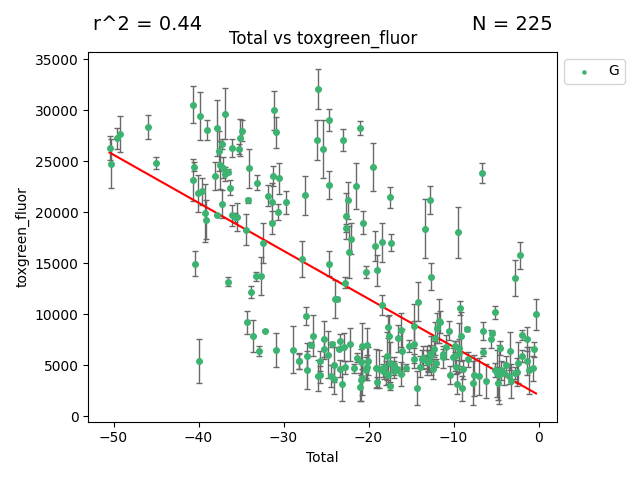 r^2 = 0.44
N = 225
Total vs toxgreen_fluor
G
35000
30000
25000
20000
15000
10000
5000
0
toxgreen_fluor
−50
−40
−30
−20
−10
0
Total